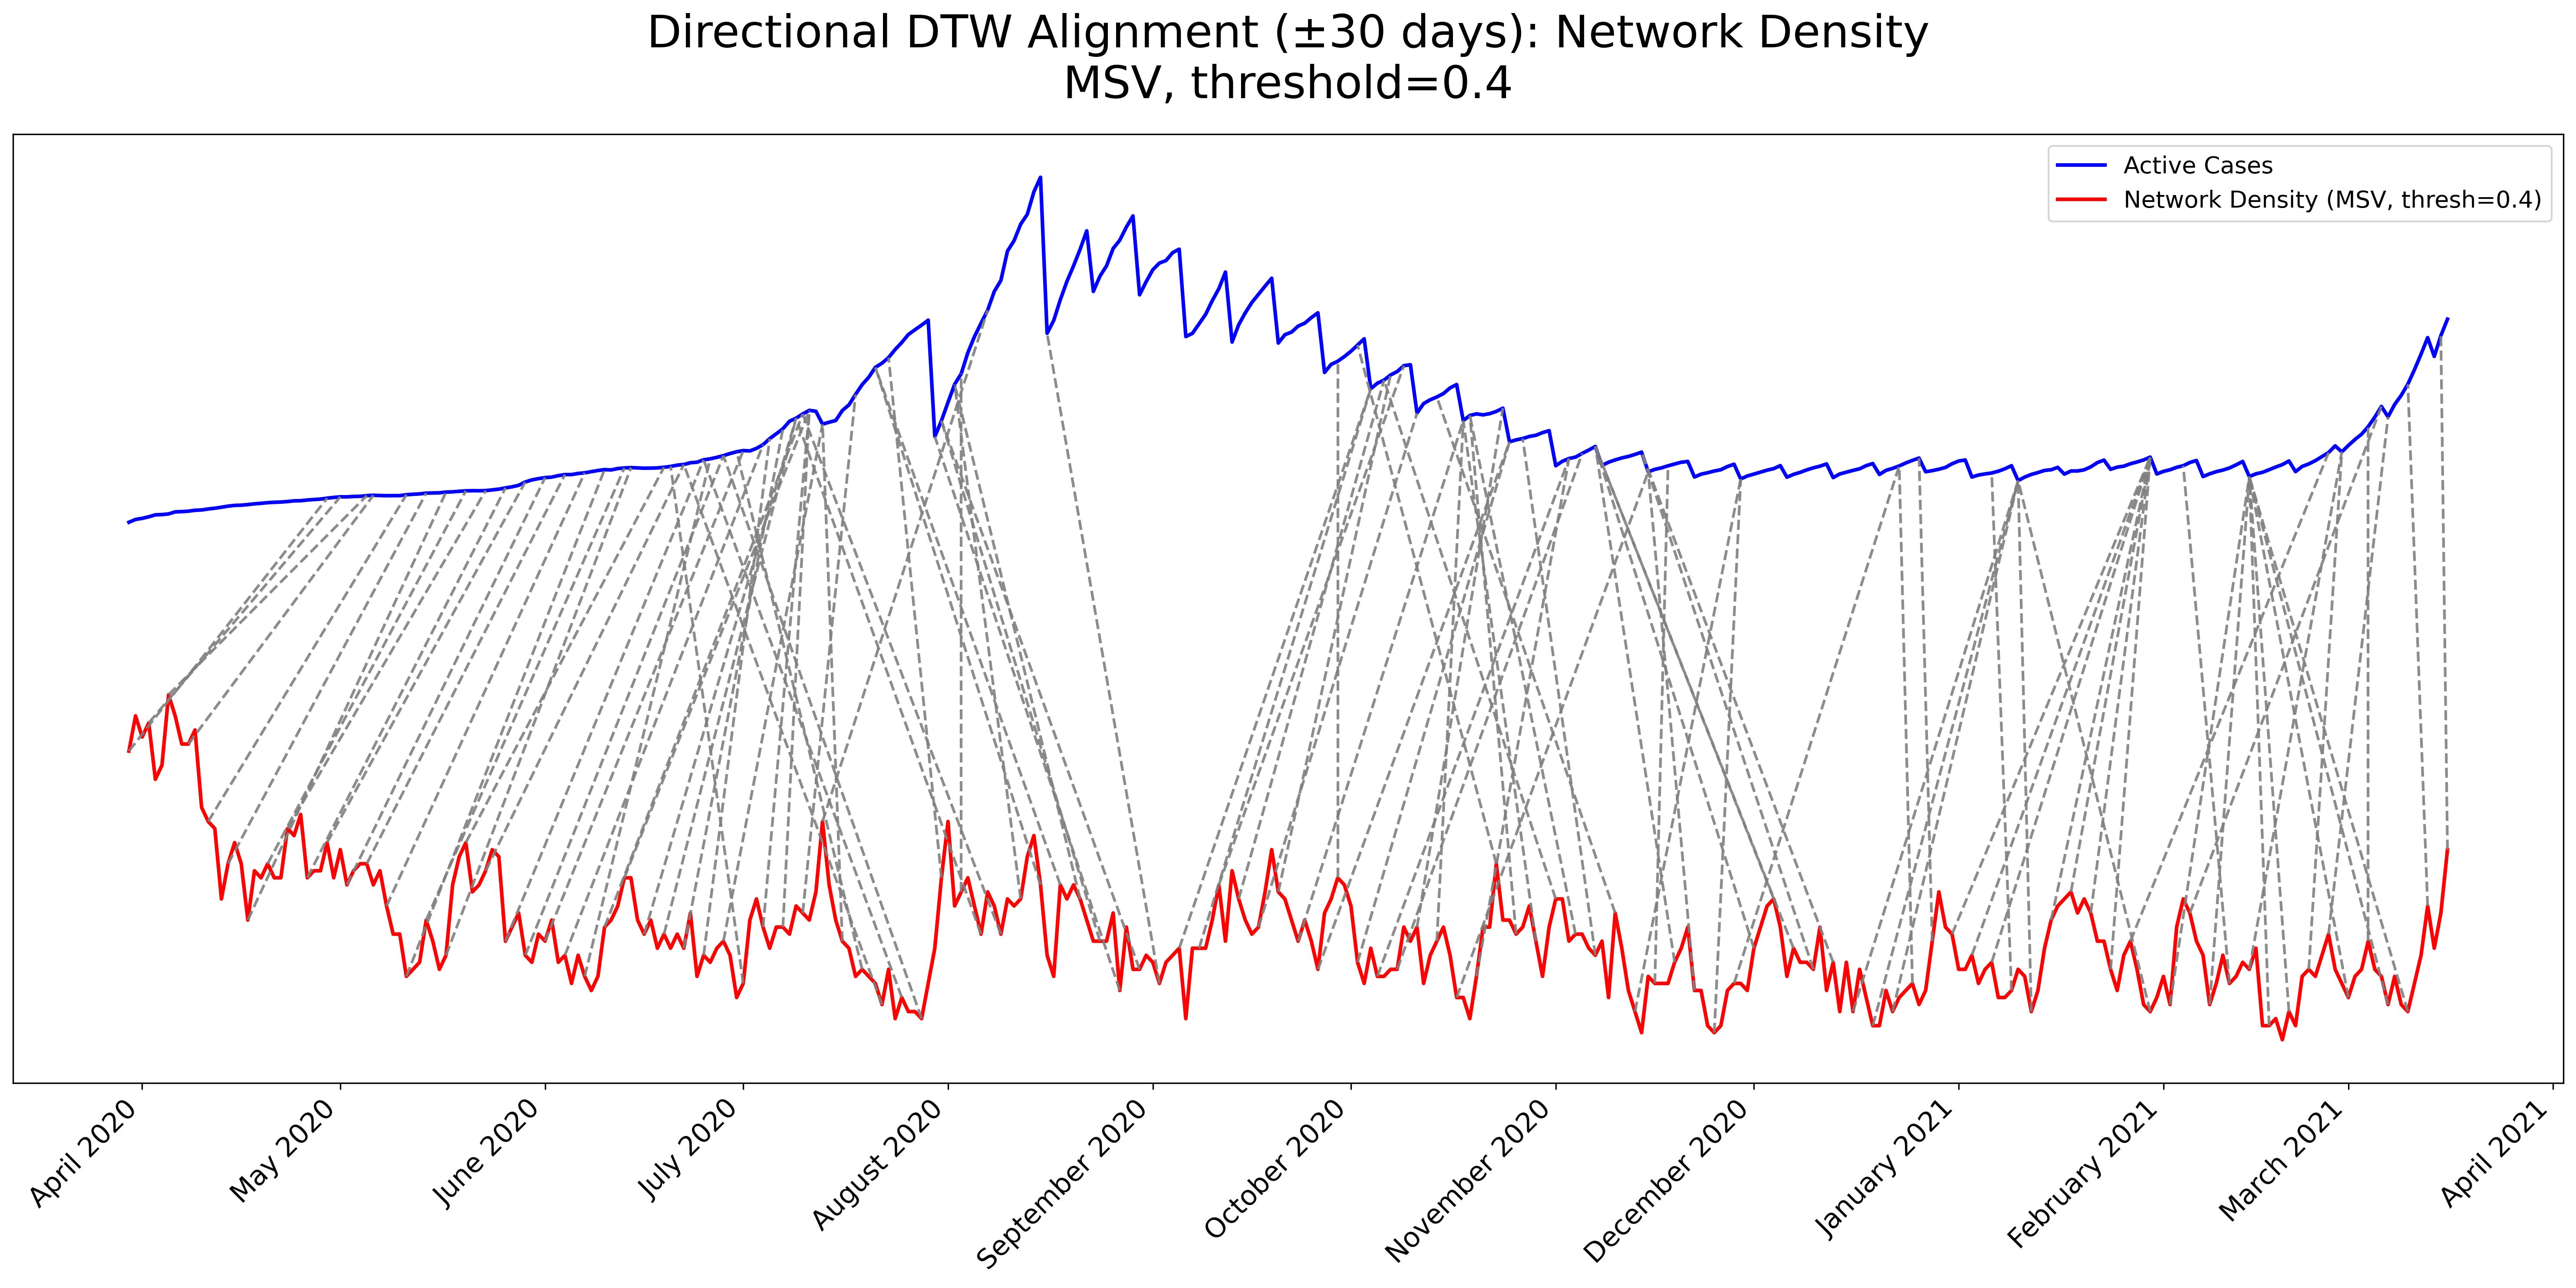 Directional DTW Alignment (±30 days): Network Density
MSV, threshold=0.4
Active Cases
Network Density (MSV, thresh=0.4)
April 2020
May 2020
June 2020
July 2020
August 2020
September 2020
October 2020
November 2020
December 2020
January 2021
February 2021
March 2021
April 2021